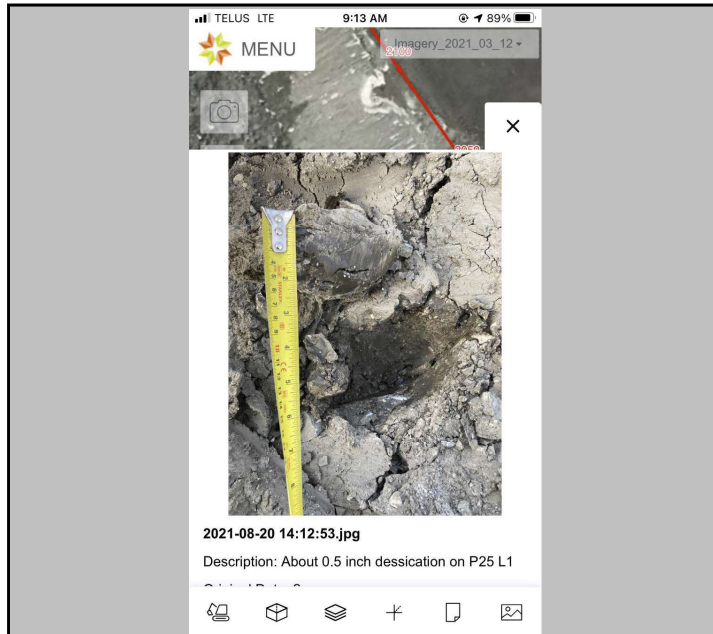 TELUS LTE 9:13 AM 89%
MENU
Imagery_2021_03_12
2100
2021-08-20 14:12:53.jpg
Description: About 0.5 inch dessication on P25 L1